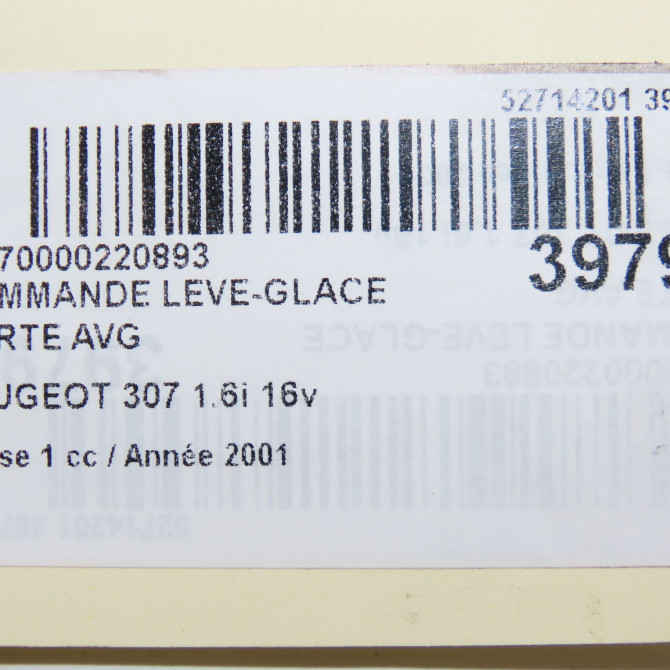 52714201 39
70000220893
MMANDE LEVE-GLACE
RTE AVG
UGEOT 307 1.6i 16v
se 1 cc / Année 2001
3979